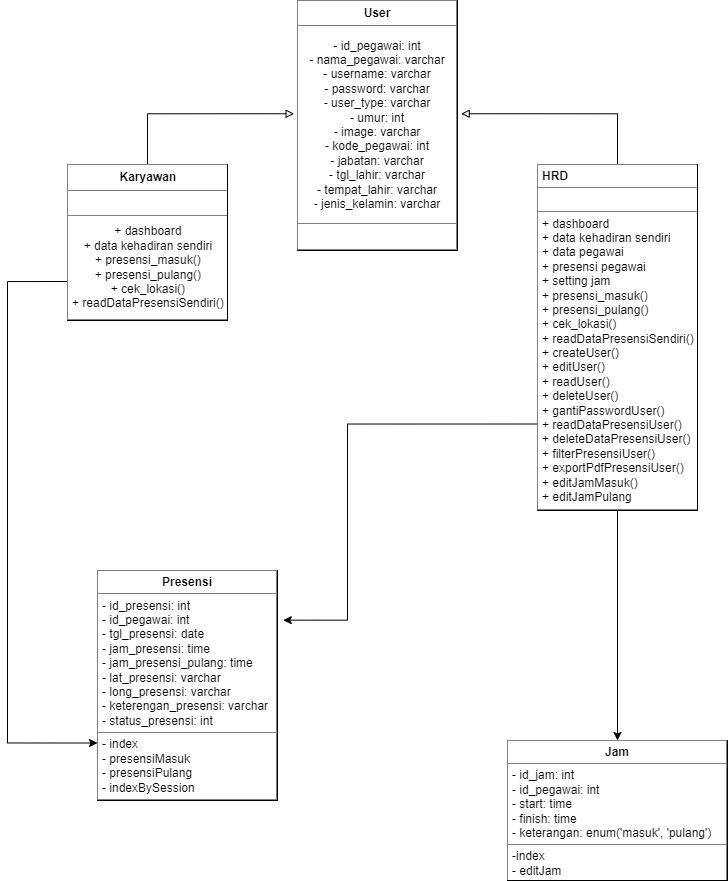 User
- id_pegawai: int
- nama_pegawai: varchar
- username: varchar
- password: varchar
- user_type: varchar
- umur: int
- image: varchar
- kode_pegawai: int
- jabatan: varchar
- tgl_lahir: varchar
- tempat_lahir: varchar
- jenis_kelamin: varchar
Karyawan
+ dashboard
+ data kehadiran sendiri
+ presensi_masuk()
+ presensi_pulang()
+ cek_lokasi()
+ readDataPresensiSendiri()
HRD
+ dashboard
+ data kehadiran sendiri
+ data pegawai
+ presensi pegawai
+ setting jam
+ presensi_masuk()
+ presensi_pulang()
+ cek_lokasi()
+ readDataPresensiSendiri()
+ createUser()
+ editUser()
+ readUser()
+ deleteUser()
+ gantiPasswordUser()
+ readDataPresensiUser()
+ deleteDataPresensiUser()
+ filterPresensiUser()
+ exportPdfPresensiUser()
+ editJamMasuk()
+ editJamPulang
Presensi
- id_presensi: int
- id_pegawai: int
- tgl_presensi: date
- jam_presensi: time
- jam_presensi_pulang: time
- lat_presensi: varchar
- long_presensi: varchar
- keterengan_presensi: varchar
- status_presensi: int
- index
- presensiMasuk
- presensiPulang
- indexBySession
Jam
- id_jam: int
- id_pegawai: int
- start: time
- finish: time
- keterangan: enum('masuk', 'pulang')
-index
- editJam